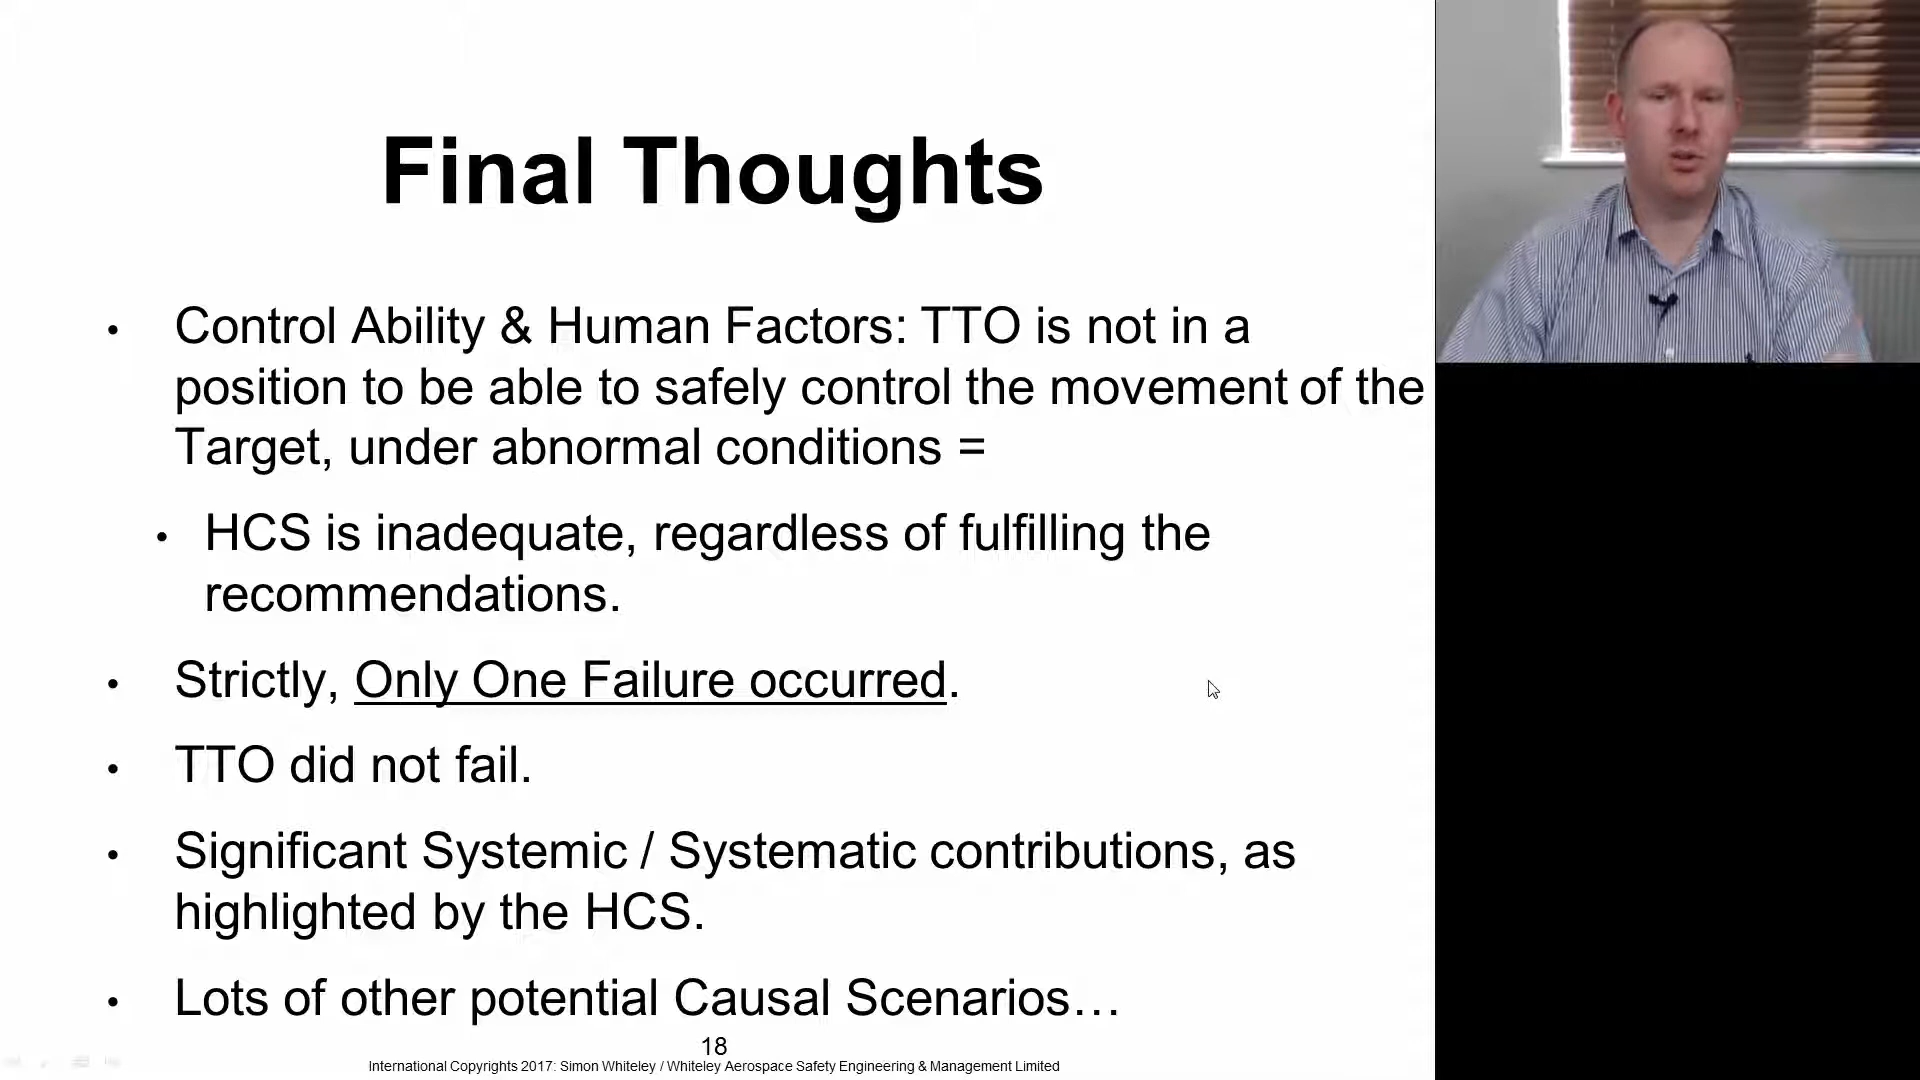 Final Thoughts
• Control Ability & Human Factors: TTO is not in a
position to be able to safely control the movement of the
Target, under abnormal conditions =
• HCS is inadequate, regardless of fulfilling the
recommendations.
• Strictly, Only One Failure occurred.
• TTO did not fail.
• Significant Systemic / Systematic contributions, as
highlighted by the HCS.
• Lots of other potential Causal Scenarios…
18
International Copyrights 2017: Simon Whiteley / Whiteley Aerospace Safety Engineering & Management Limited